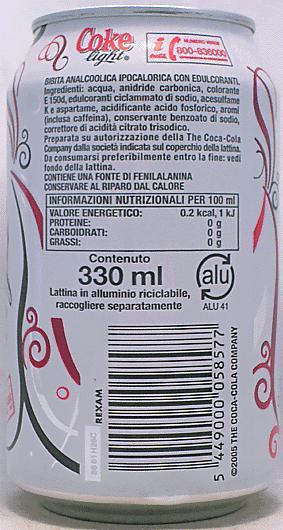 Coke
light
NUMERO VERDE
800-836000
BIBITA ANALCOOLICA IPOCALORICA CON EDULCORANTI.
Ingredienti: acqua, anidride carbonica, colorante
E150d, edulcoranti ciclammato di sodio, acesulfame
K e aspartame, acidificante acido fosforico, aromi
(inclusa caffeina), conservante benzoato di sodio,
correttore di acidità citrato trisodico.
Preparata su autorizzazione della The Coca-Cola
Company dalla società indicata sul coperchio della lattina.
Da consumarsi preferibilmente entro la fine: vedi
fondo della lattina.
CONTIENE UNA FONTE DI FENILALANINA
CONSERVARE AL RIPARO DAL CALORE
INFORMAZIONI NUTRIZIONALI PER 100 ml
VALORE ENERGETICO: 0.2 kcal, 1 kJ
PROTEINE: 0 g
CARBOIDRATI: 0 g
GRASSI: 0 g
Contenuto
330 ml
alu
Lattina in alluminio riciclabile,
raccogliere separatamente
ALU 41
REXAM
5 449000 058577
©2005 THE COCA-COLA COMPANY